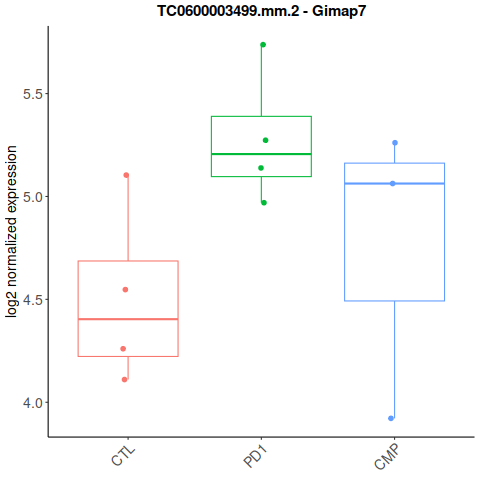 TC0600003499.mm.2 - Gimap7
log2 normalized expression
5.5
5.0
4.5
4.0
CTL
PD1
CMP